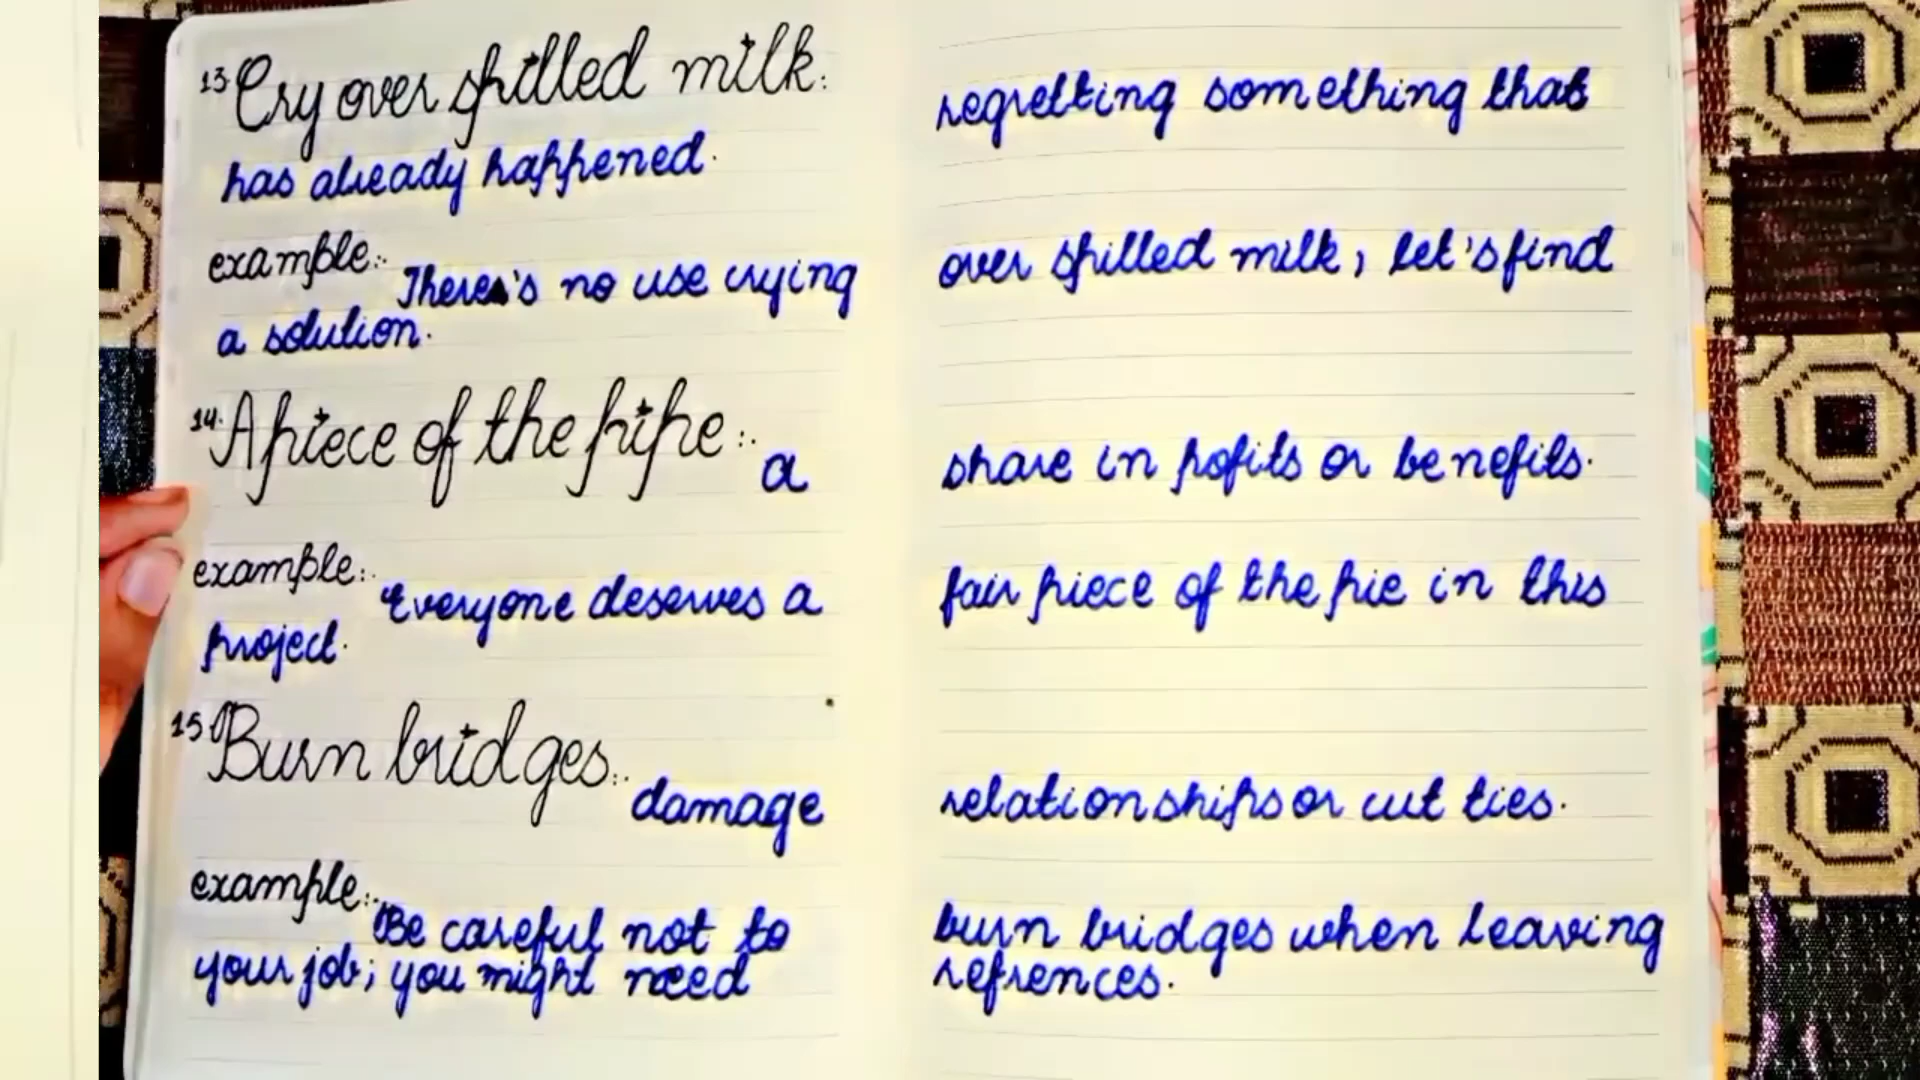 13 Cry over spilled milk: regretting something that
has already happened.
example:- There's no use crying over spilled milk, let's find
a solution.
14. A piece of the pipe:- a share in pofits or benefits.
example:- Everyone deserves a fair piece of the pie in this
project.
15 Burn bridges:- damage relationships or cut ties.
example:- Be careful not to burn bridges when leaving
your job; you might need refrences.